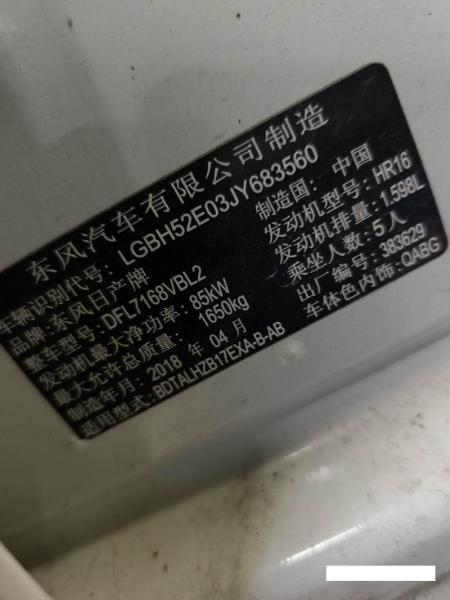 东风汽车有限公司制造
车辆识别代号: LGBH52E03JY683560
品牌: 东风日产牌 制造国: 中国
整车型号: DFL7168VBL2 发动机型号: HR16
发动机最大净功率: 85kW 发动机排量: 1.598L
最大允许总质量: 1650kg 乘坐人数: 5人
制造年月: 2018 年 04 月 出厂编号: 383629
适用型式: BDTALHZB17EXA-B-AB 车体色内饰: QABG